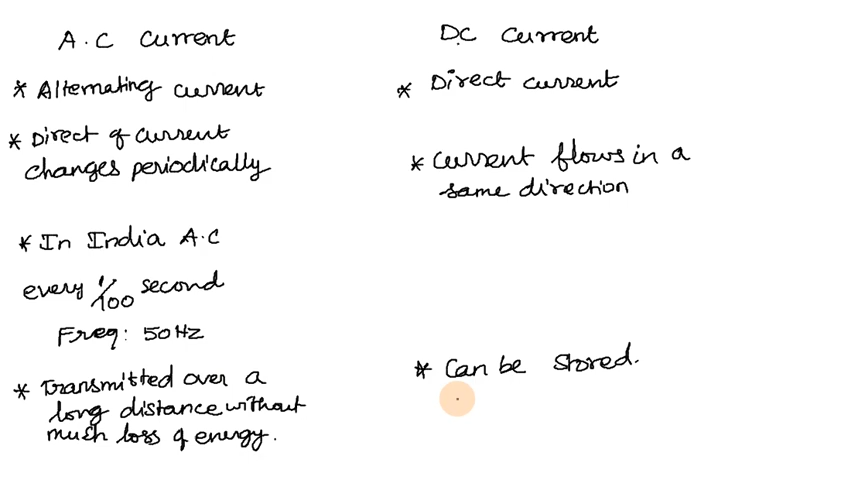 A.C current
* Alternating current
* Direct of current
changes periodically
* In India A.C
every 1/100 second
Freq: 50Hz
* Transmitted over a
long distance without
much loss of energy.
D.C current
* Direct current
* current flows in a
same direction
* Can be stored.